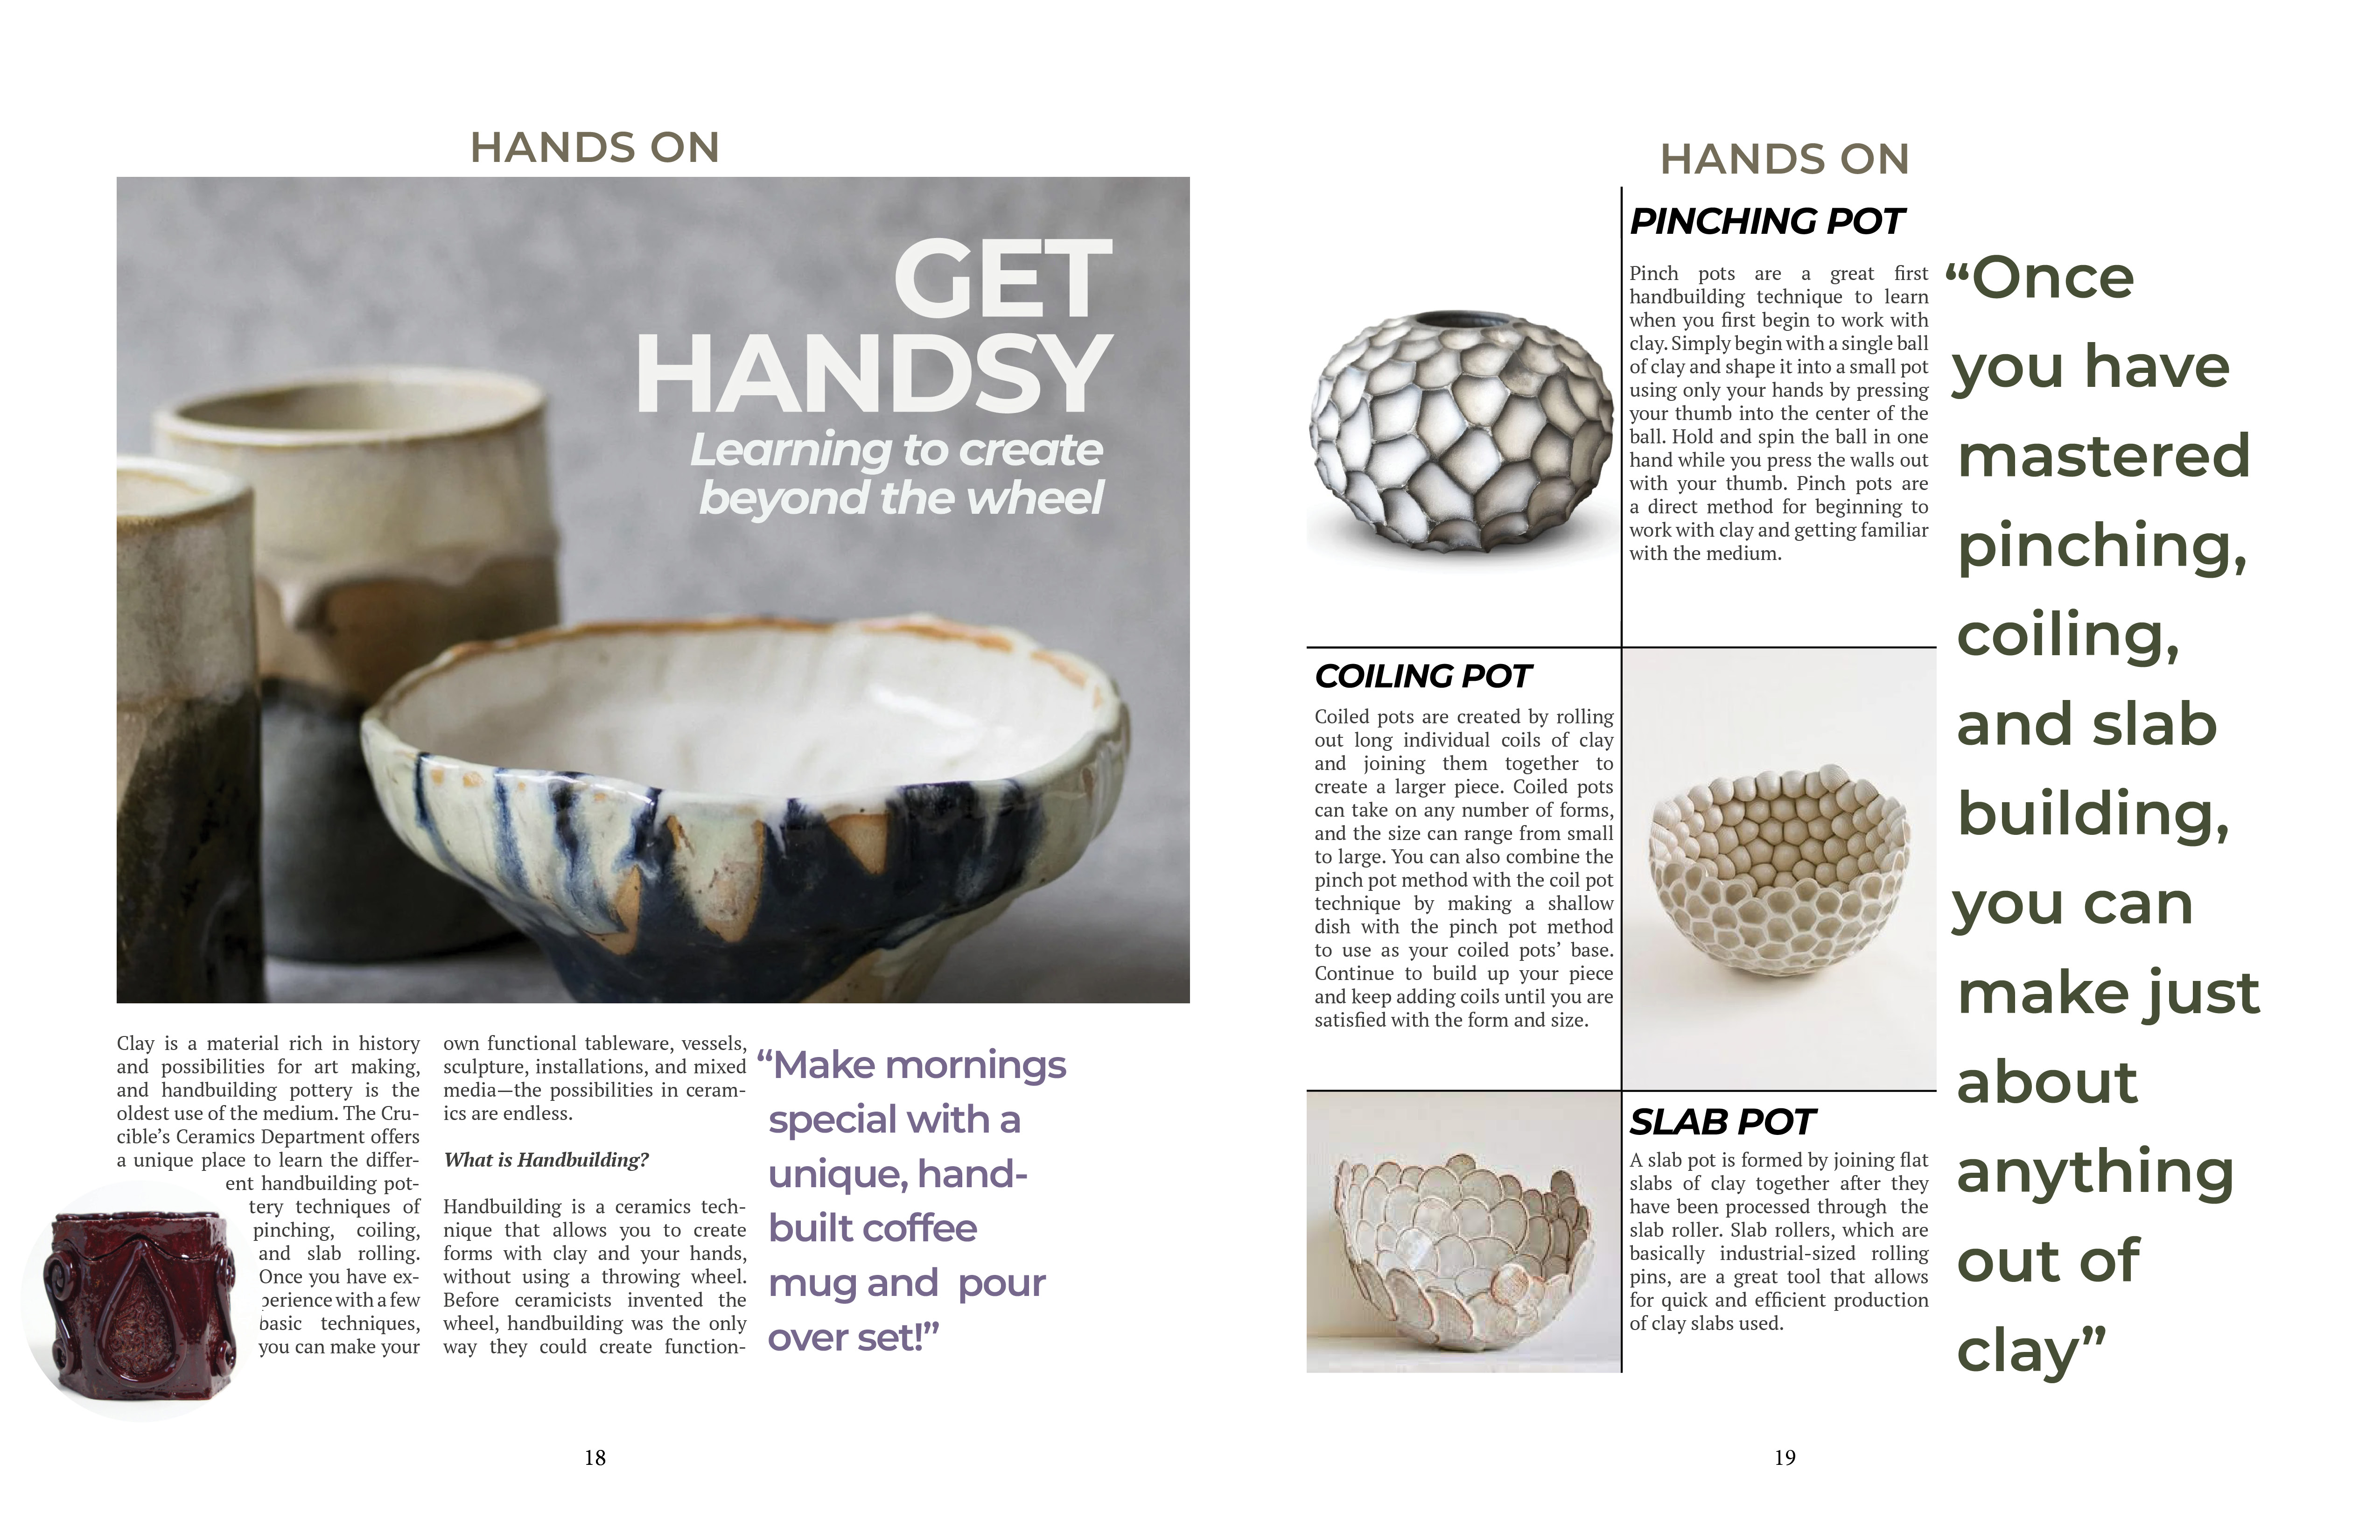 HANDS ON
GET
HANDSY
Learning to create
beyond the wheel
Clay is a material rich in history
and possibilities for art making,
and handbuilding pottery is the
oldest use of the medium. The Cru-
cible’s Ceramics Department offers
a unique place to learn the differ-
ent handbuilding pot-
tery techniques of
pinching, coiling,
and slab rolling.
Once you have ex-
perience with a few
basic techniques,
you can make your
own functional tableware, vessels,
sculpture, installations, and mixed
media—the possibilities in ceram-
ics are endless.
What is Handbuilding?
Handbuilding is a ceramics tech-
nique that allows you to create
forms with clay and your hands,
without using a throwing wheel.
Before ceramicists invented the
wheel, handbuilding was the only
way they could create function-
“Make mornings
special with a
unique, hand-
built coffee
mug and  pour
over set!”
18
HANDS ON
PINCHING POT
Pinch pots are a great first
handbuilding technique to learn
when you first begin to work with
clay. Simply begin with a single ball
of clay and shape it into a small pot
using only your hands by pressing
your thumb into the center of the
ball. Hold and spin the ball in one
hand while you press the walls out
with your thumb. Pinch pots are
a direct method for beginning to
work with clay and getting familiar
with the medium.
COILING POT
Coiled pots are created by rolling
out long individual coils of clay
and joining them together to
create a larger piece. Coiled pots
can take on any number of forms,
and the size can range from small
to large. You can also combine the
pinch pot method with the coil pot
technique by making a shallow
dish with the pinch pot method
to use as your coiled pots’ base.
Continue to build up your piece
and keep adding coils until you are
satisfied with the form and size.
SLAB POT
A slab pot is formed by joining flat
slabs of clay together after they
have been processed through the
slab roller. Slab rollers, which are
basically industrial-sized rolling
pins, are a great tool that allows
for quick and efficient production
of clay slabs used.
“Once
you have
mastered
pinching,
coiling,
and slab
building,
you can
make just
about
anything
out of
clay”
19